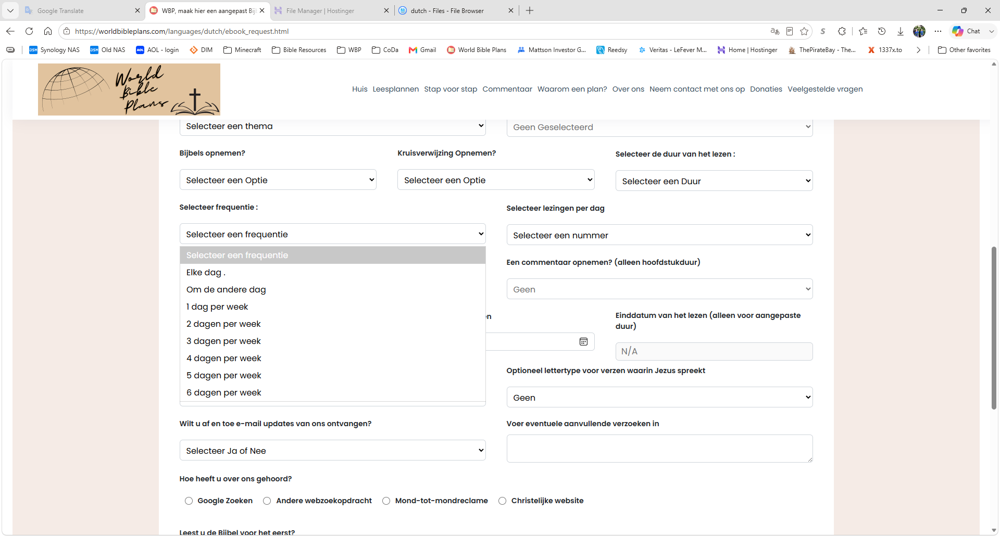 Google Translate
WBP, maak hier een aangepast Bij
File Manager | Hostinger
dutch - Files - File Browser
https://worldbibleplans.com/languages/dutch/ebook_request.html
Chat
Synology NAS
Old NAS
AOL - login
DIM
Minecraft
Bible Resources
WBP
CoDa
Gmail
World Bible Plans
Mattson Investor G...
Reedsy
Veritas - LeFever M...
Home | Hostinger
ThePirateBay - The...
1337x.to
Other favorites
World
Bible
Plans
Huis Leesplannen Stap voor stap Commentaar Waarom een plan? Over ons Neem contact met ons op Donaties Veelgestelde vragen
Selecteer een thema
Geen Geselecteerd
Bijbels opnemen?
Kruisverwijzing Opnemen?
Selecteer de duur van het lezen :
Selecteer een Optie
Selecteer een Optie
Selecteer een Duur
Selecteer frequentie :
Selecteer lezingen per dag
Selecteer een frequentie
Selecteer een nummer
Selecteer een frequentie
Elke dag .
Om de andere dag
1 dag per week
2 dagen per week
3 dagen per week
4 dagen per week
5 dagen per week
6 dagen per week
Een commentaar opnemen? (alleen hoofdstukduur)
Geen
en
Einddatum van het lezen (alleen voor aangepaste
duur)
N/A
Optioneel lettertype voor verzen waarin Jezus spreekt
Geen
Wilt u af en toe e-mail updates van ons ontvangen?
Voer eventuele aanvullende verzoeken in
Selecteer Ja of Nee
Hoe heeft u over ons gehoord?
Google Zoeken
Andere webzoekopdracht
Mond-tot-mondreclame
Christelijke website
Leest u de Bijbel voor het eerst?